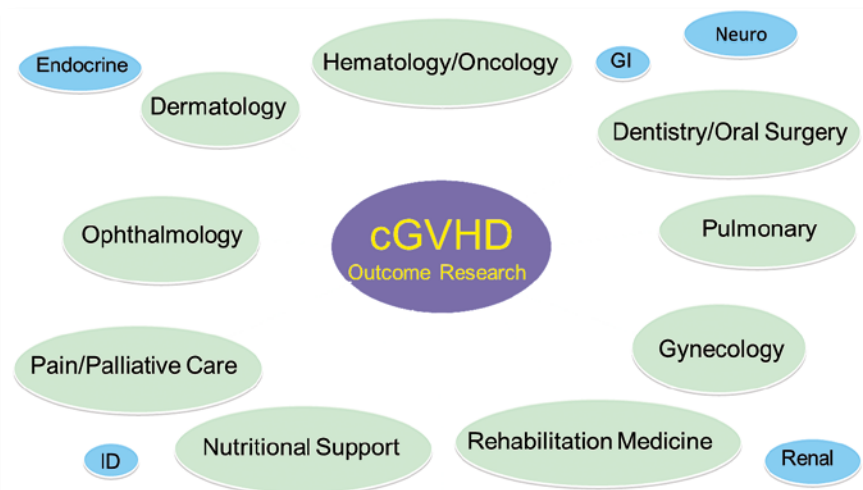 Neuro
Hematology/Oncology
GI
Endocrine
Dermatology
Dentistry/Oral Surgery
Ophthalmology
cGVHD
Outcome Research
Pulmonary
Gynecology
Pain/Palliative Care
Nutritional Support
Rehabilitation Medicine
ID
Renal